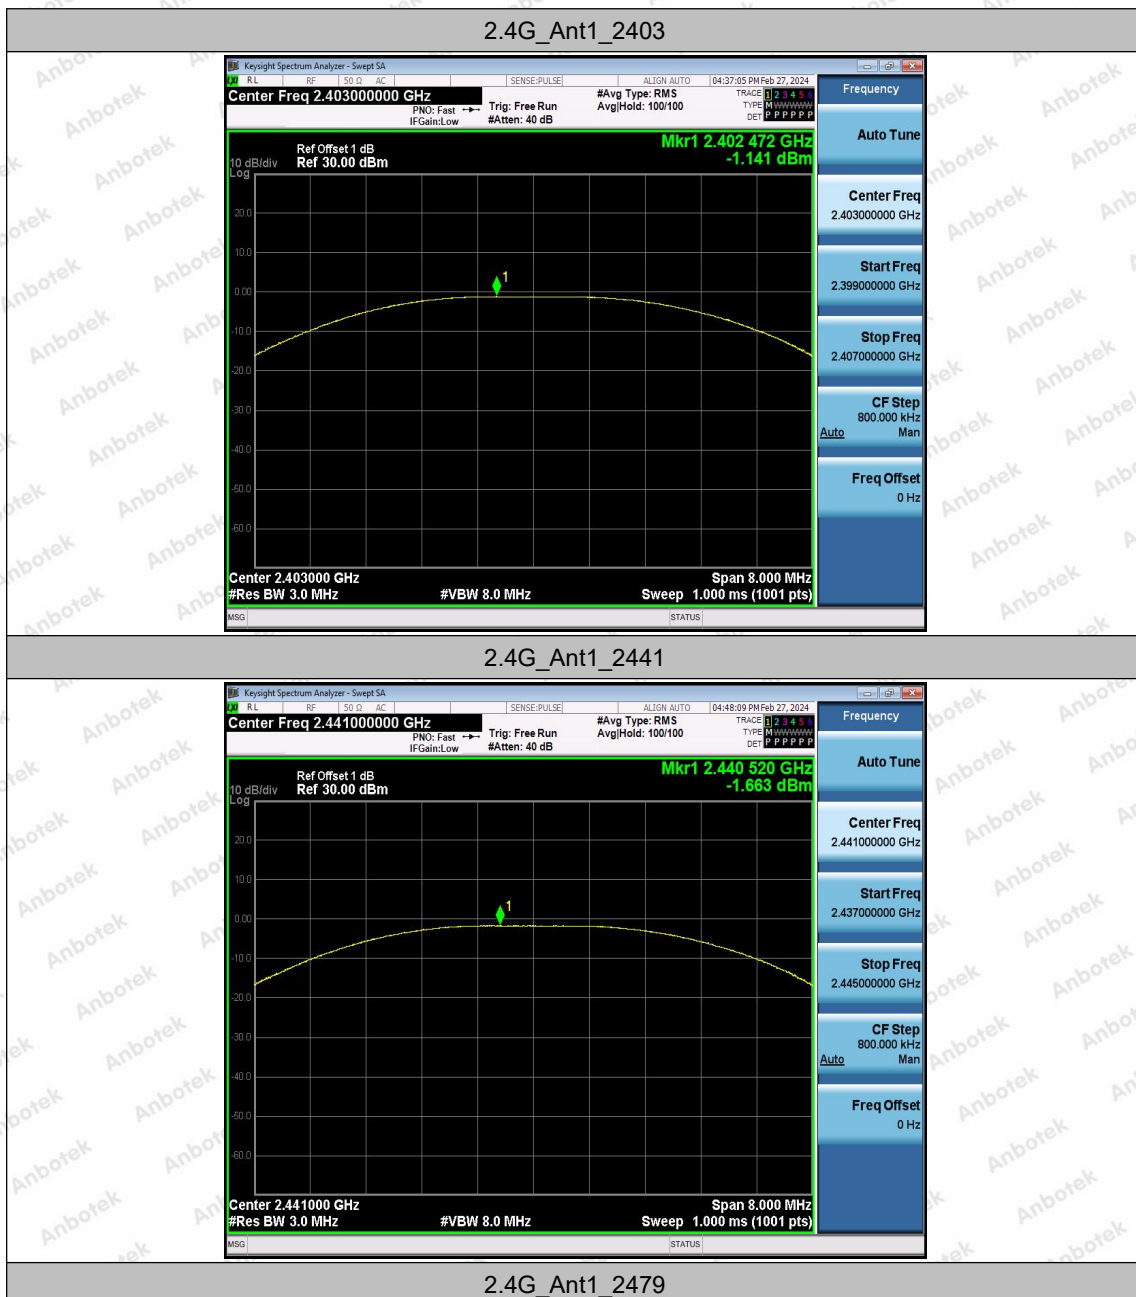 2.4G_Ant1_2403
Keysight Spectrum Analyzer - Swept SA
RL RF 50 Ω AC SENSE:PULSE ALIGN AUTO 04:37:05 PM Feb 27, 2024
Center Freq 2.403000000 GHz
PNO: Fast
IFGain:Low
Trig: Free Run
#Atten: 40 dB
#Avg Type: RMS
Avg|Hold: 100/100
TRACE 1 2 3 4 5 6
TYPE M WWWWW
DET P P P P P P
Frequency
Auto Tune
Mkr1 2.402 472 GHz
-1.141 dBm
Ref Offset 1 dB
10 dB/div Ref 30.00 dBm
Log
20.0
10.0
0.00
-10.0
-20.0
-30.0
-40.0
-50.0
-60.0
1
Center Freq
2.403000000 GHz
Start Freq
2.399000000 GHz
Stop Freq
2.407000000 GHz
CF Step
800.000 kHz
Auto Man
Freq Offset
0 Hz
Center 2.403000 GHz Span 8.000 MHz
#Res BW 3.0 MHz #VBW 8.0 MHz Sweep 1.000 ms (1001 pts)
MSG STATUS
2.4G_Ant1_2441
Keysight Spectrum Analyzer - Swept SA
RL RF 50 Ω AC SENSE:PULSE ALIGN AUTO 04:48:09 PM Feb 27, 2024
Center Freq 2.441000000 GHz
PNO: Fast
IFGain:Low
Trig: Free Run
#Atten: 40 dB
#Avg Type: RMS
Avg|Hold: 100/100
TRACE 1 2 3 4 5 6
TYPE M WWWWW
DET P P P P P P
Frequency
Auto Tune
Mkr1 2.440 520 GHz
-1.663 dBm
Ref Offset 1 dB
10 dB/div Ref 30.00 dBm
Log
20.0
10.0
0.00
-10.0
-20.0
-30.0
-40.0
-50.0
-60.0
1
Center Freq
2.441000000 GHz
Start Freq
2.437000000 GHz
Stop Freq
2.445000000 GHz
CF Step
800.000 kHz
Auto Man
Freq Offset
0 Hz
Center 2.441000 GHz Span 8.000 MHz
#Res BW 3.0 MHz #VBW 8.0 MHz Sweep 1.000 ms (1001 pts)
MSG STATUS
2.4G_Ant1_2479
Anbotek